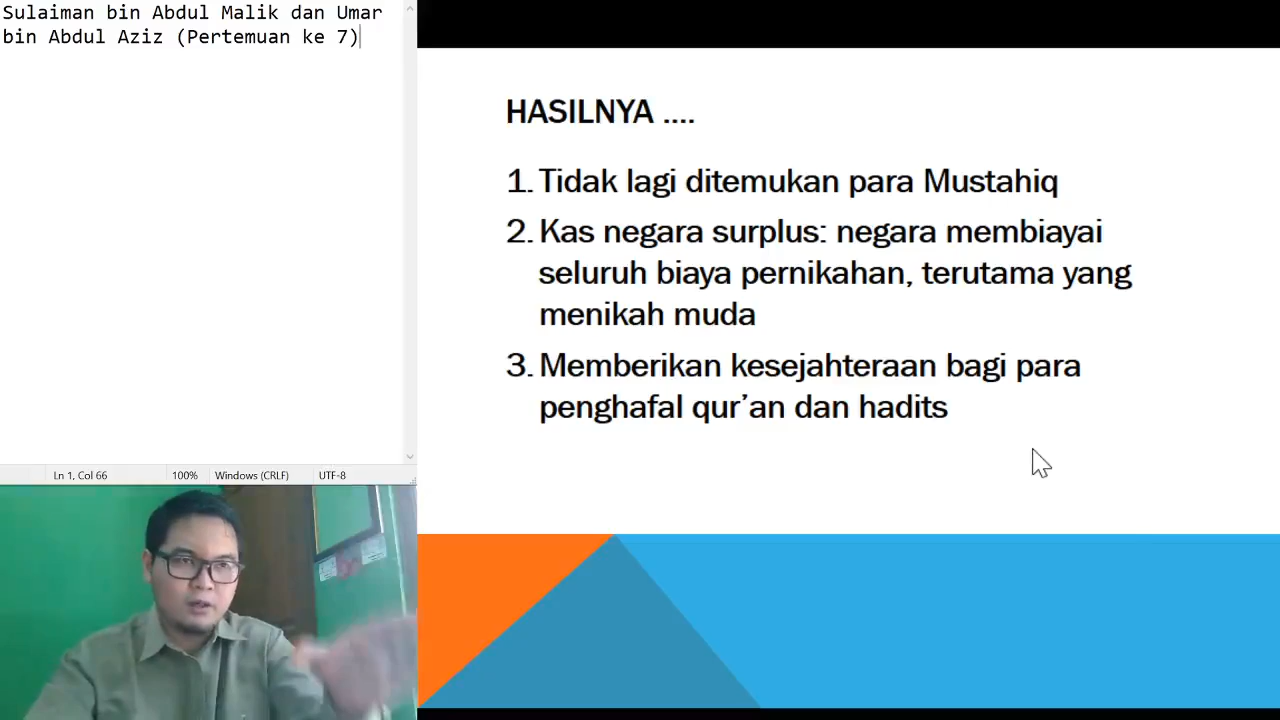 Sulaiman bin Abdul Malik dan Umar
bin Abdul Aziz (Pertemuan ke 7)
HASILNYA ....
1. Tidak lagi ditemukan para Mustahiq
2. Kas negara surplus: negara membiayai
seluruh biaya pernikahan, terutama yang
menikah muda
3. Memberikan kesejahteraan bagi para
penghafal qur’an dan hadits
Ln 1, Col 66
100%
Windows (CRLF)
UTF-8